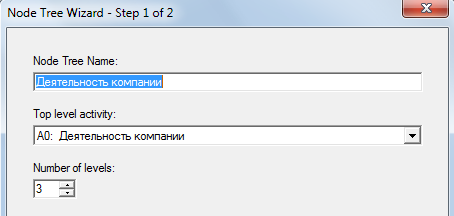 Node Tree Wizard - Step 1 of 2
Node Tree Name:
Деятельность компании
Top level activity:
A0: Деятельность компании
Number of levels:
3